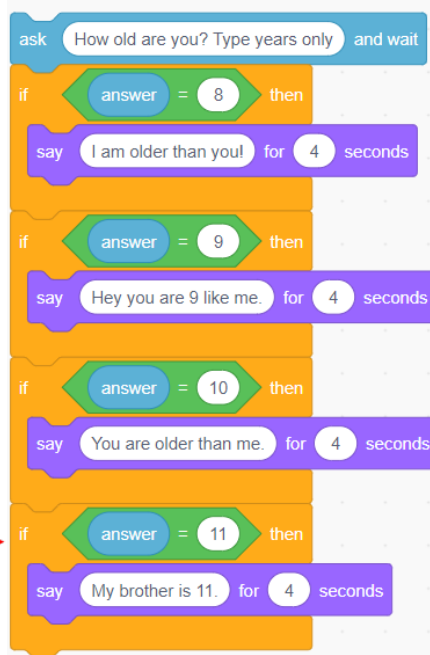 ask How old are you? Type years only and wait
if answer = 8 then
say I am older than you! for 4 seconds
if answer = 9 then
say Hey you are 9 like me. for 4 seconds
if answer = 10 then
say You are older than me. for 4 seconds
if answer = 11 then
say My brother is 11. for 4 seconds